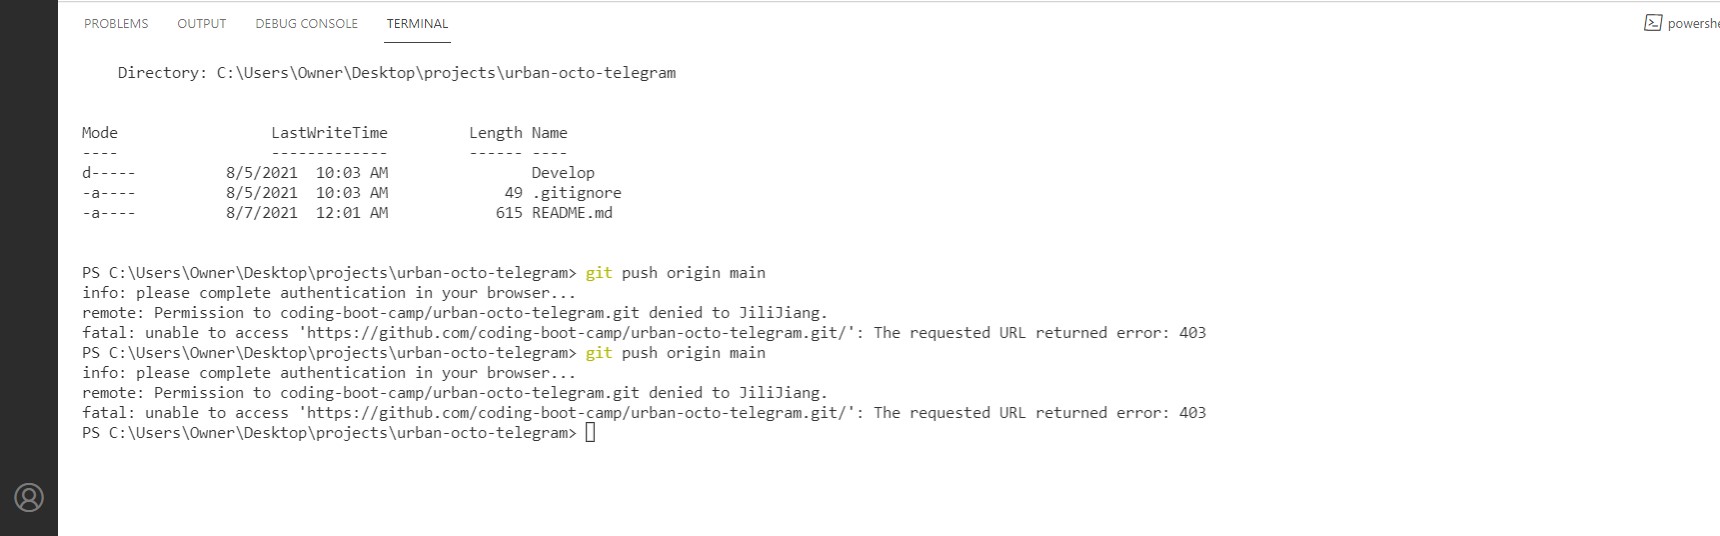 PROBLEMS OUTPUT DEBUG CONSOLE TERMINAL
Directory: C:\Users\Owner\Desktop\projects\urban-octo-telegram
Mode LastWriteTime Length Name
---- ------------- ------ ----
d----- 8/5/2021 10:03 AM Develop
-a---- 8/5/2021 10:03 AM 49 .gitignore
-a---- 8/7/2021 12:01 AM 615 README.md
PS C:\Users\Owner\Desktop\projects\urban-octo-telegram> git push origin main
info: please complete authentication in your browser...
remote: Permission to coding-boot-camp/urban-octo-telegram.git denied to JiliJiang.
fatal: unable to access 'https://github.com/coding-boot-camp/urban-octo-telegram.git/': The requested URL returned error: 403
PS C:\Users\Owner\Desktop\projects\urban-octo-telegram> git push origin main
info: please complete authentication in your browser...
remote: Permission to coding-boot-camp/urban-octo-telegram.git denied to JiliJiang.
fatal: unable to access 'https://github.com/coding-boot-camp/urban-octo-telegram.git/': The requested URL returned error: 403
PS C:\Users\Owner\Desktop\projects\urban-octo-telegram>